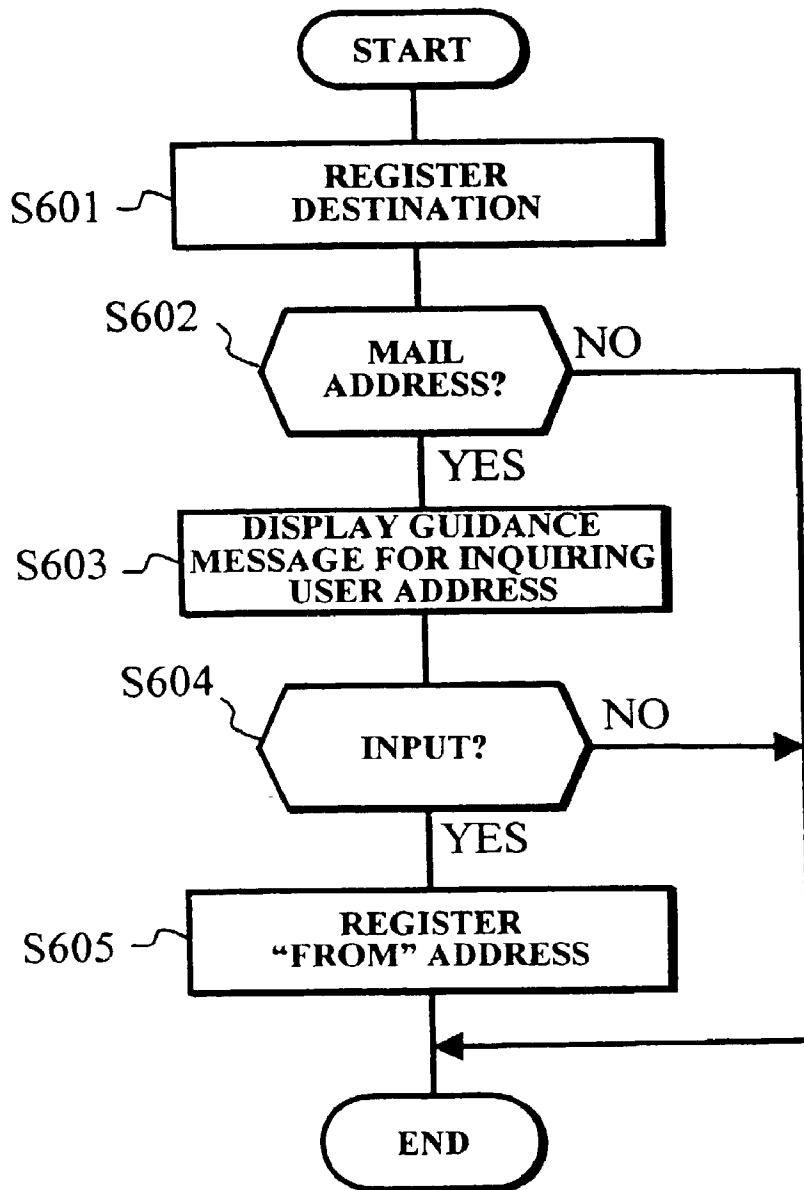 START
S601
REGISTER
DESTINATION
S602
MAIL
ADDRESS?
NO
YES
S603
DISPLAY GUIDANCE
MESSAGE FOR INQUIRING
USER ADDRESS
S604
INPUT?
NO
YES
S605
REGISTER
“FROM” ADDRESS
END